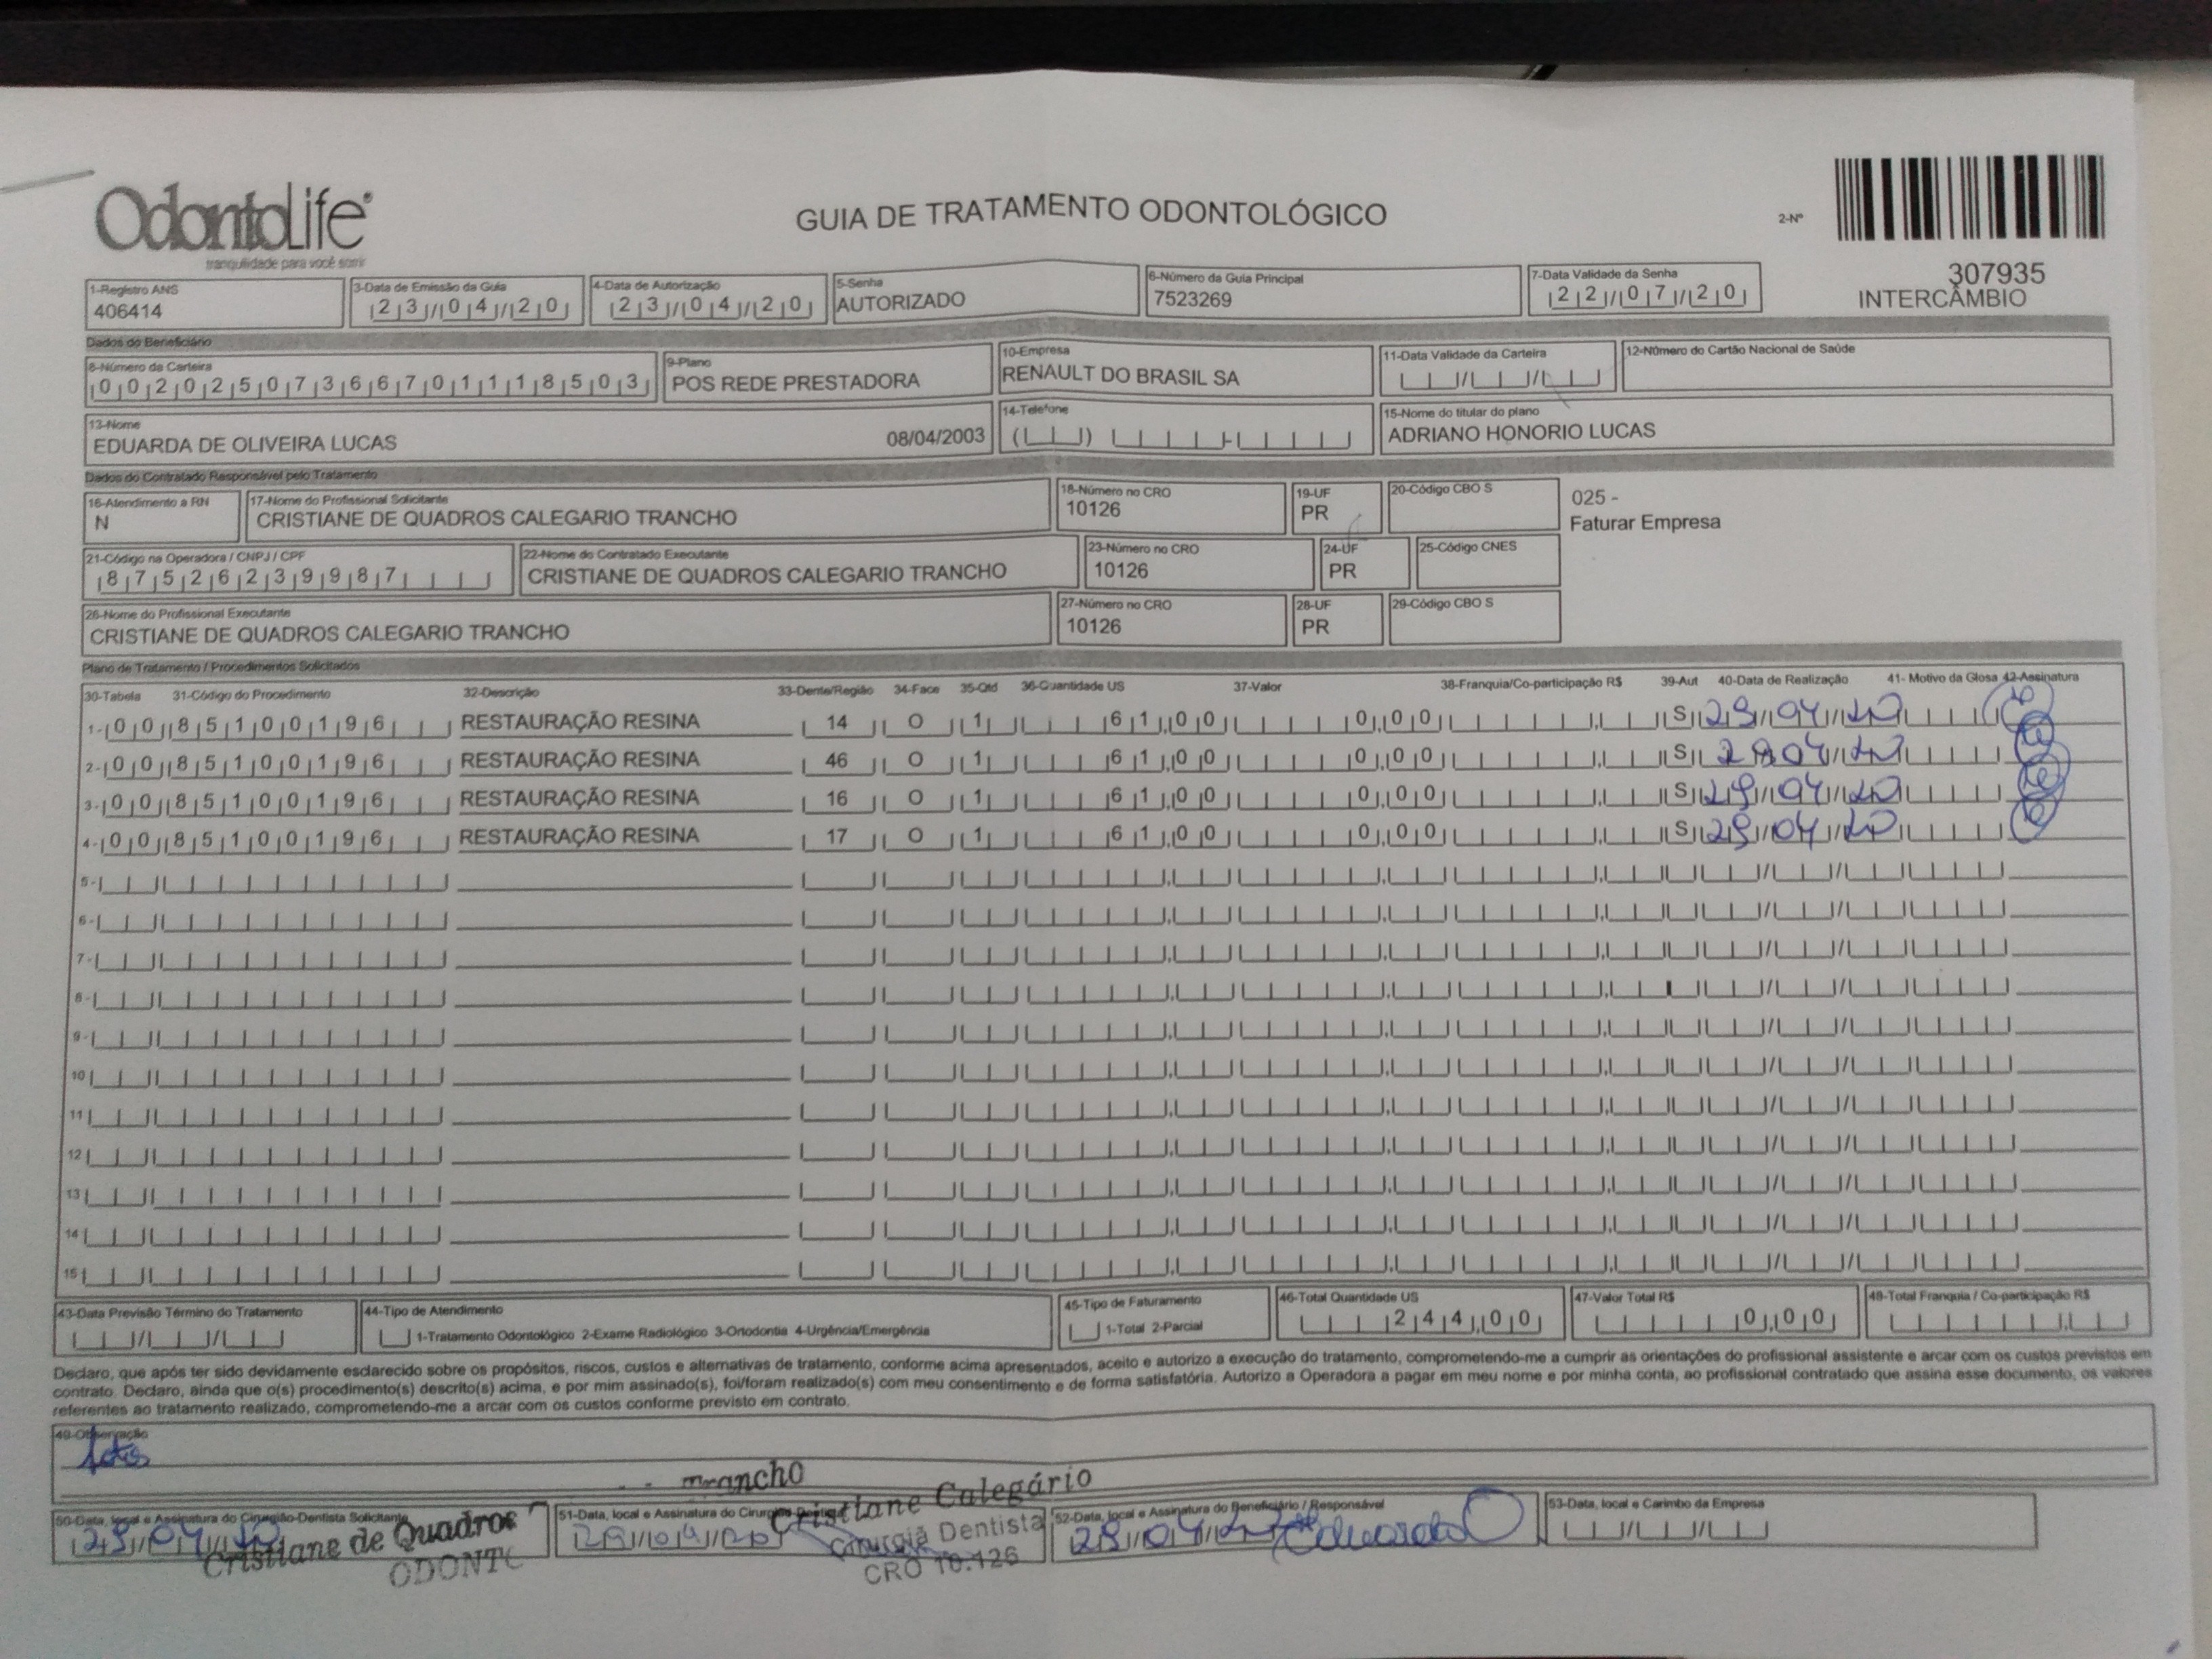 OdontoLife®
tranquilidade para você sorrir
GUIA DE TRATAMENTO ODONTOLÓGICO
2-Nº
307935
INTERCÂMBIO
1-Registro ANS
406414
3-Data de Emissão da Guia
23/04/20
4-Data de Autorização
23/04/20
5-Senha
AUTORIZADO
6-Número da Guia Principal
7523269
7-Data Validade da Senha
22/07/20
Dados do Beneficiário
8-Número da Carteira
00202507366701118503
9-Plano
POS REDE PRESTADORA
10-Empresa
RENAULT DO BRASIL SA
11-Data Validade da Carteira
12-Número do Cartão Nacional de Saúde
13-Nome
EDUARDA DE OLIVEIRA LUCAS 08/04/2003
14-Telefone
15-Nome do titular do plano
ADRIANO HONORIO LUCAS
Dados do Contratado Responsável pelo Tratamento
16-Atendimento a RN
N
17-Nome do Profissional Solicitante
CRISTIANE DE QUADROS CALEGARIO TRANCHO
18-Número no CRO
10126
19-UF
PR
20-Código CBO S
025 -
Faturar Empresa
21-Código na Operadora / CNPJ / CPF
87526239987
22-Nome do Contratado Executante
CRISTIANE DE QUADROS CALEGARIO TRANCHO
23-Número no CRO
10126
24-UF
PR
25-Código CNES
26-Nome do Profissional Executante
CRISTIANE DE QUADROS CALEGARIO TRANCHO
27-Número no CRO
10126
28-UF
PR
29-Código CBO S
Plano de Tratamento / Procedimentos Solicitados
30-Tabela 31-Código do Procedimento 32-Descrição 33-Dente/Região 34-Face 35-Qtd 36-Quantidade US 37-Valor 38-Franquia/Co-participação R$ 39-Aut 40-Data de Realização 41- Motivo da Glosa 42-Assinatura
1- 00 85100196 RESTAURAÇÃO RESINA 14 O 1 61,00 0,00 S 29/04/20
2- 00 85100196 RESTAURAÇÃO RESINA 46 O 1 61,00 0,00 S 29/04/20
3- 00 85100196 RESTAURAÇÃO RESINA 16 O 1 61,00 0,00 S 29/04/20
4- 00 85100196 RESTAURAÇÃO RESINA 17 O 1 61,00 0,00 S 29/04/20
5-
6-
7-
8-
9-
10
11
12
13
14
15
43-Data Previsão Término do Tratamento
44-Tipo de Atendimento
1-Tratamento Odontológico 2-Exame Radiológico 3-Ortodontia 4-Urgência/Emergência
45-Tipo de Faturamento
1-Total 2-Parcial
46-Total Quantidade US
244,00
47-Valor Total R$
0,00
48-Total Franquia / Co-participação R$
Declaro, que após ter sido devidamente esclarecido sobre os propósitos, riscos, custos e alternativas de tratamento, conforme acima apresentados, aceito e autorizo a execução do tratamento, comprometendo-me a cumprir as orientações do profissional assistente e arcar com os custos previstos em
contrato. Declaro, ainda que o(s) procedimento(s) descrito(s) acima, e por mim assinado(s), foi/foram realizado(s) com meu consentimento e de forma satisfatória. Autorizo a Operadora a pagar em meu nome e por minha conta, ao profissional contratado que assina esse documento, os valores
referentes ao tratamento realizado, comprometendo-me a arcar com os custos conforme previsto em contrato.
49-Observação
50-Data, local e Assinatura do Cirurgião-Dentista Solicitante
29/04/20
Cristiane de Quadros
51-Data, local e Assinatura do Cirurgião-Dentista
29/04/20
Trancho
Cristiane Calegário
Cirurgiã Dentista
CRO 10.126
52-Data, local e Assinatura do Beneficiário / Responsável
29/04/20 Eduarda
53-Data, local e Carimbo da Empresa